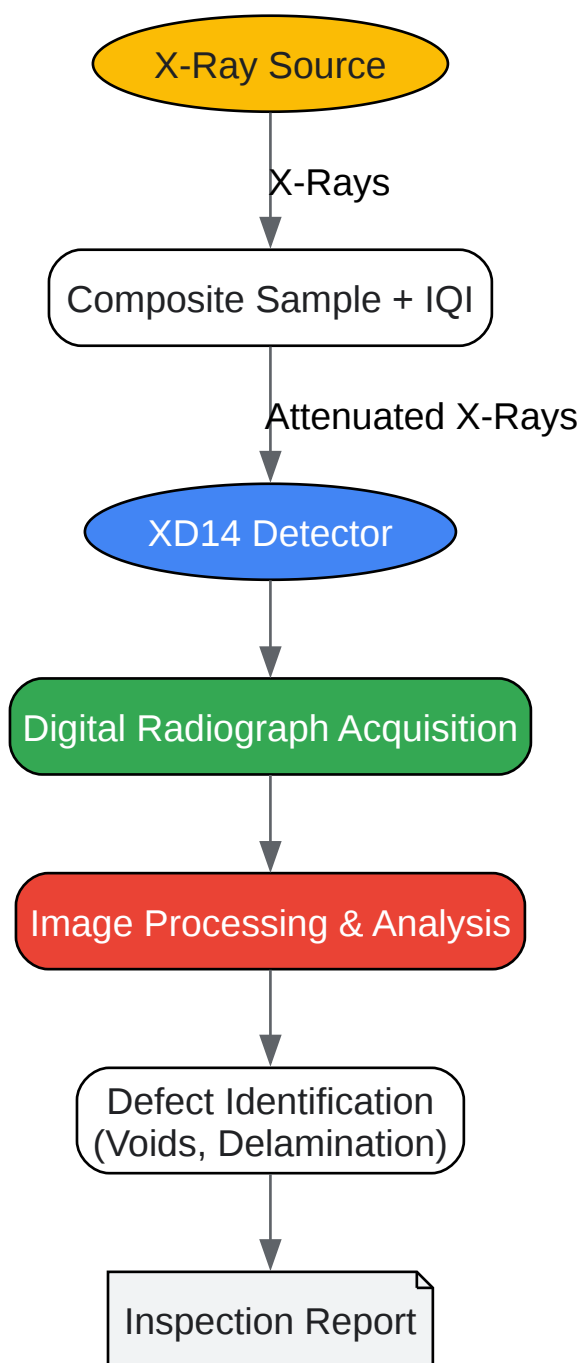 X-Ray Source
X-Rays
Composite Sample + IQI
Attenuated X-Rays
XD14 Detector
Digital Radiograph Acquisition
Image Processing & Analysis
Defect Identification
(Voids, Delamination)
Inspection Report